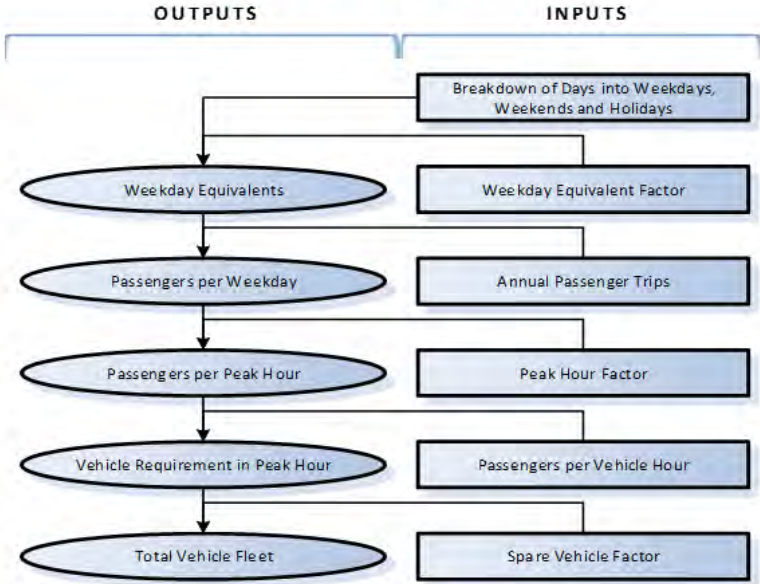 OUTPUTS
INPUTS
Breakdown of Days into Weekdays,
Weekends and Holidays
Weekday Equivalents
Weekday Equivalent Factor
Passengers per Weekday
Annual Passenger Trips
Passengers per Peak Hour
Peak Hour Factor
Vehicle Requirement in Peak Hour
Passengers per Vehicle Hour
Total Vehicle Fleet
Spare Vehicle Factor